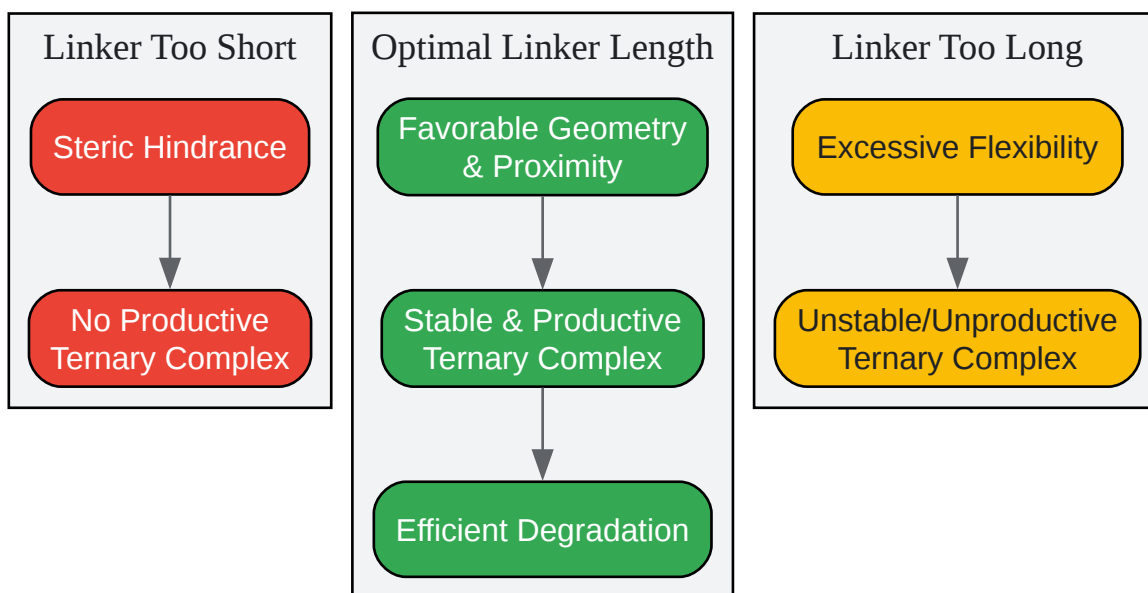 Linker Too Short
Steric Hindrance
No Productive
Ternary Complex
Optimal Linker Length
Favorable Geometry
& Proximity
Stable & Productive
Ternary Complex
Efficient Degradation
Linker Too Long
Excessive Flexibility
Unstable/Unproductive
Ternary Complex